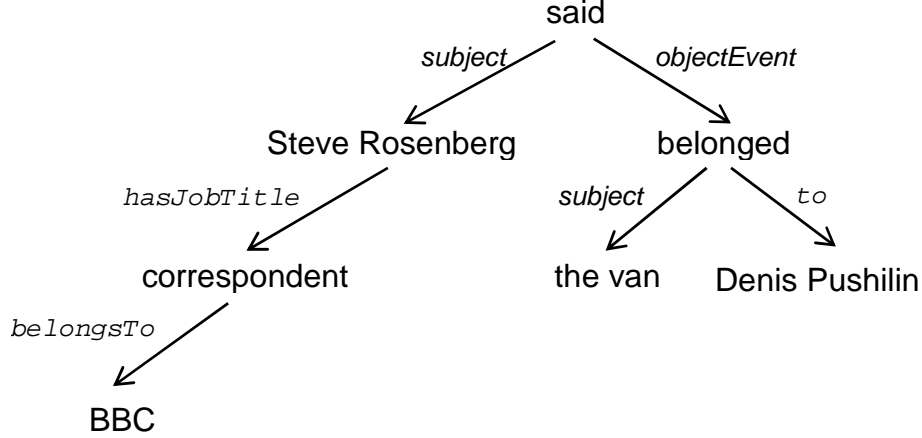 said
subject objectEvent
Steve Rosenberg belonged
hasJobTitle subject to
correspondent the van Denis Pushilin
belongsTo
BBC